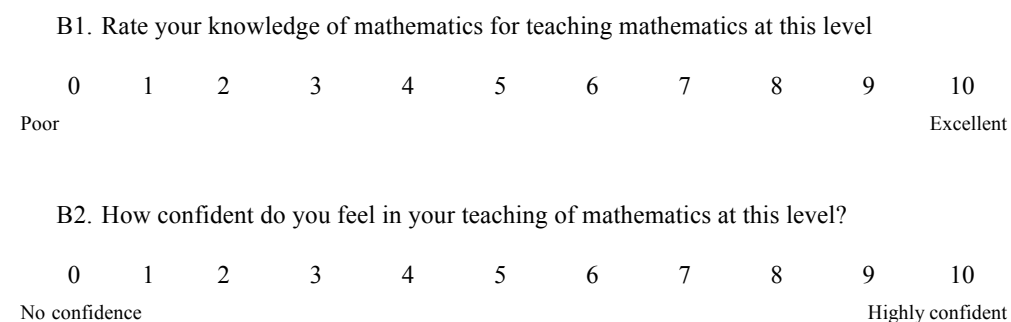 B1. Rate your knowledge of mathematics for teaching mathematics at this level
0 1 2 3 4 5 6 7 8 9 10
Poor Excellent
B2. How confident do you feel in your teaching of mathematics at this level?
0 1 2 3 4 5 6 7 8 9 10
No confidence Highly confident